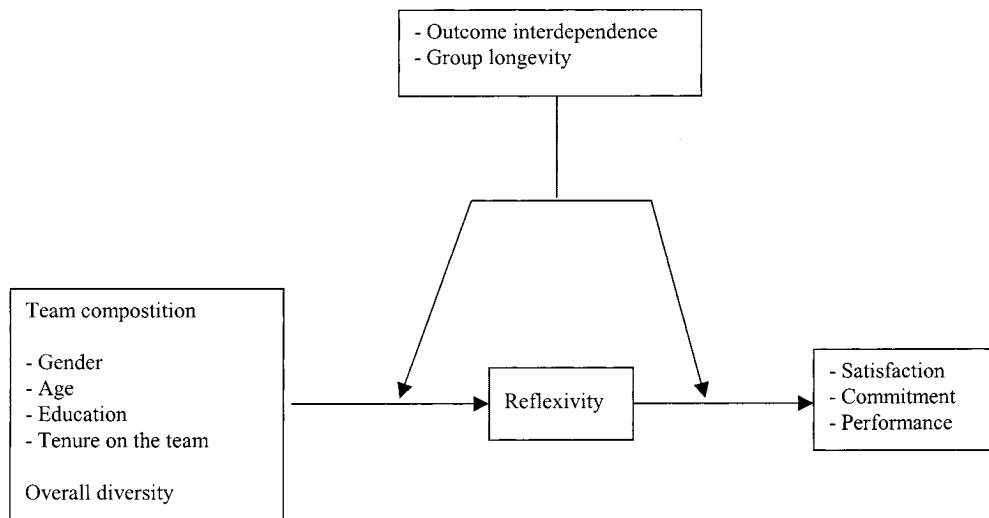 - Outcome interdependence
- Group longevity
Team compostition
- Gender
- Age
- Education
- Tenure on the team
Overall diversity
Reflexivity
- Satisfaction
- Commitment
- Performance